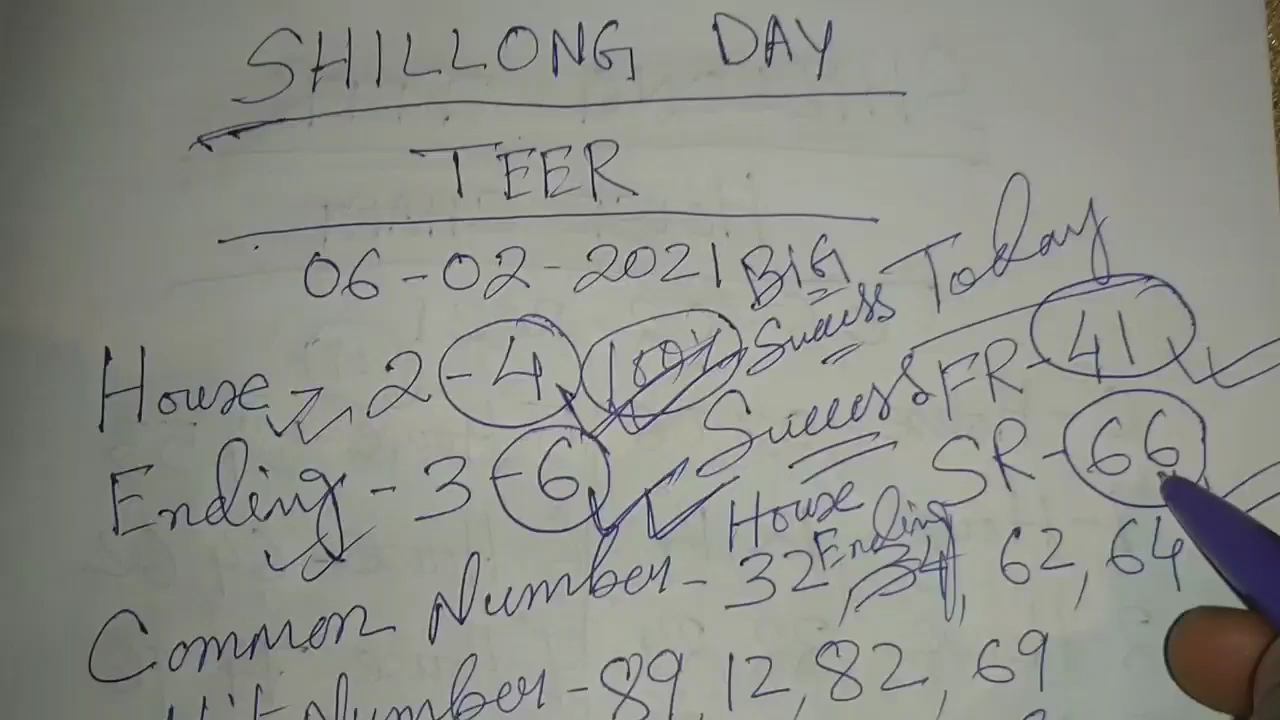 SHILLONG DAY
TEER
06-02-2021 BIG Success Today
House - 2 - 4 100% FR - 41
Ending - 3 - 6 Success SR - 66
House Ending
Common Number - 32, 34, 62, 64
Hit Number - 89, 12, 82, 69